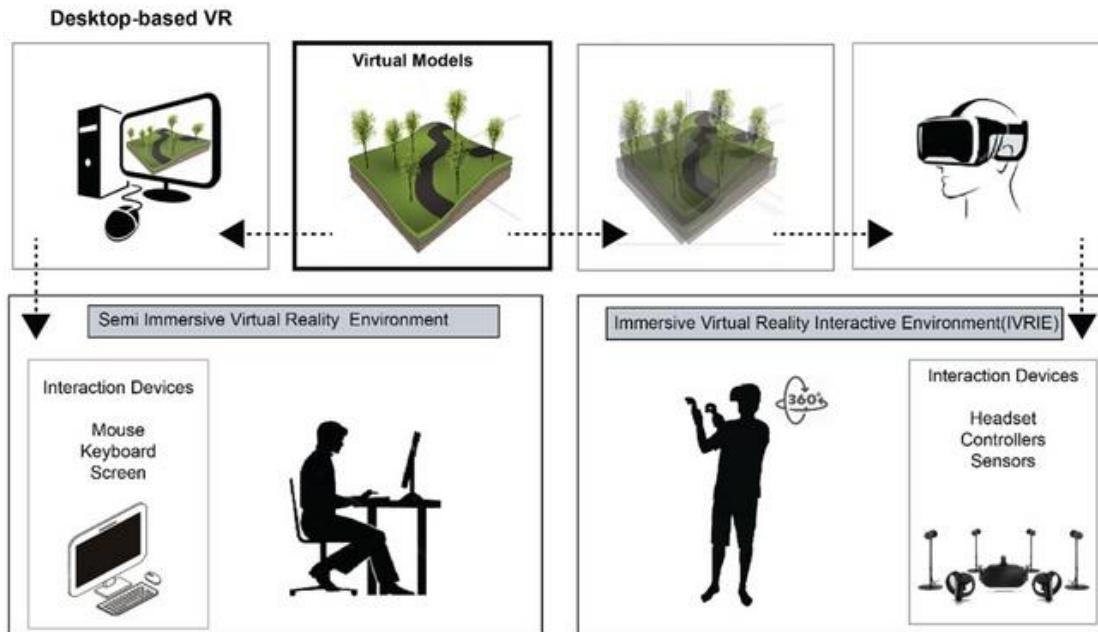 Desktop-based VR
Virtual Models
Semi Immersive Virtual Reality Environment
Interaction Devices
Mouse
Keyboard
Screen
Immersive Virtual Reality Interactive Environment(IVRIE)
360°
Interaction Devices
Headset
Controllers
Sensors